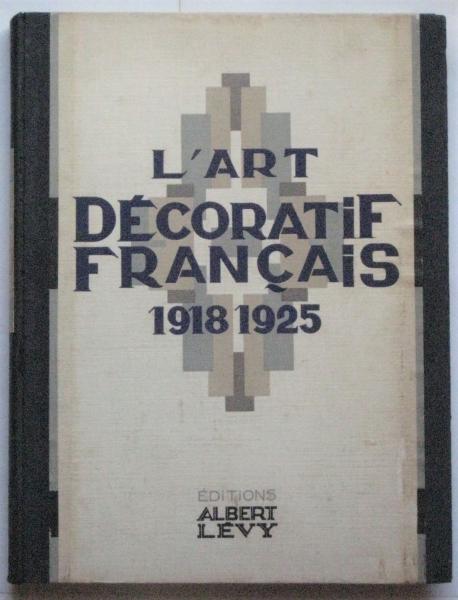 L'ART
DÉCORATiF
FRANÇAiS
1918 1925
ÉDITIONS
ALBERT
LÉVY